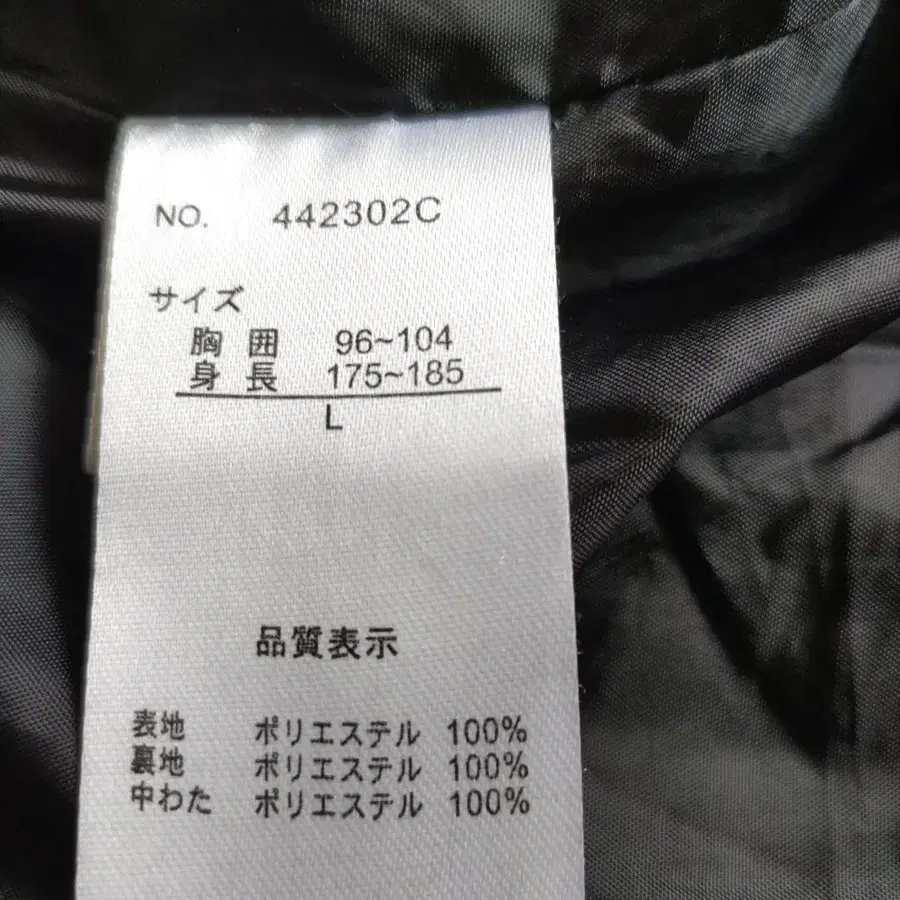 NO. 442302C
サイズ
胸囲 96~104
身長 175~185
L
品質表示
表地 ポリエステル 100%
裏地 ポリエステル 100%
中わた ポリエステル 100%